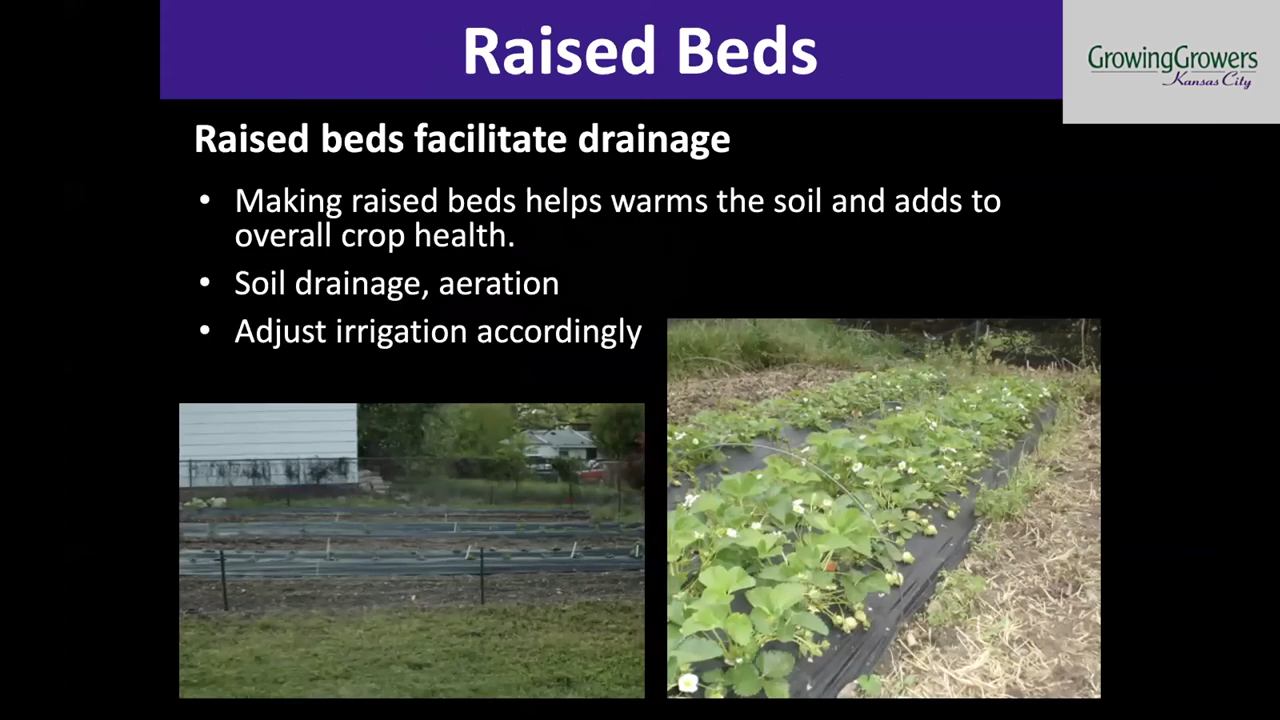 Raised Beds
GrowingGrowers
Kansas City
Raised beds facilitate drainage
• Making raised beds helps warms the soil and adds to
overall crop health.
• Soil drainage, aeration
• Adjust irrigation accordingly